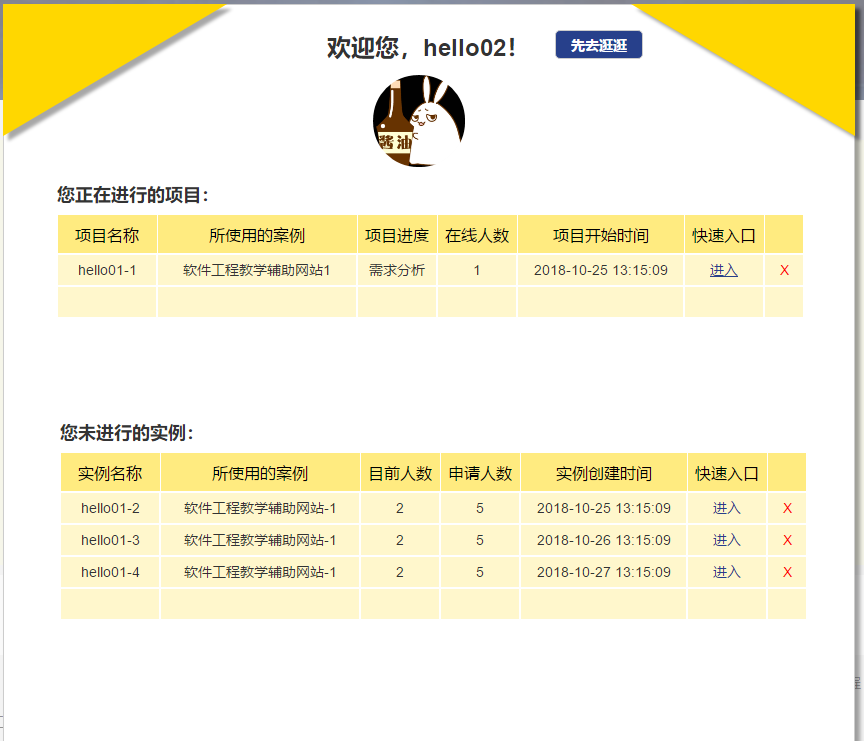 欢迎您，hello02！ 先去逛逛
酱油
您正在进行的项目：
项目名称 所使用的案例 项目进度 在线人数 项目开始时间 快速入口
hello01-1 软件工程教学辅助网站1 需求分析 1 2018-10-25 13:15:09 进入 X
您未进行的实例：
实例名称 所使用的案例 目前人数 申请人数 实例创建时间 快速入口
hello01-2 软件工程教学辅助网站-1 2 5 2018-10-25 13:15:09 进入 X
hello01-3 软件工程教学辅助网站-1 2 5 2018-10-26 13:15:09 进入 X
hello01-4 软件工程教学辅助网站-1 2 5 2018-10-27 13:15:09 进入 X